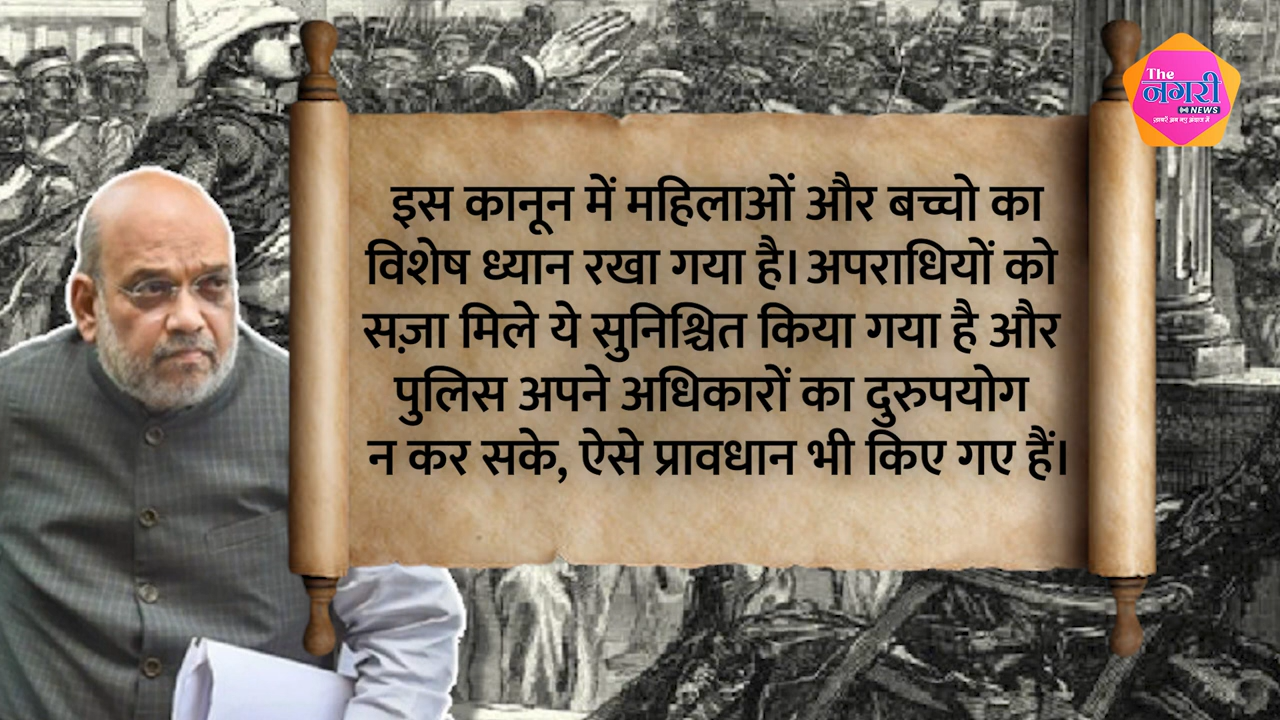 The
नगरी
NEWS
इस कानून में महिलाओं और बच्चो का
विशेष ध्यान रखा गया है। अपराधियों को
सज़ा मिले ये सुनिश्चित किया गया है और
पुलिस अपने अधिकारों का दुरुपयोग
न कर सके, ऐसे प्रावधान भी किए गए हैं।